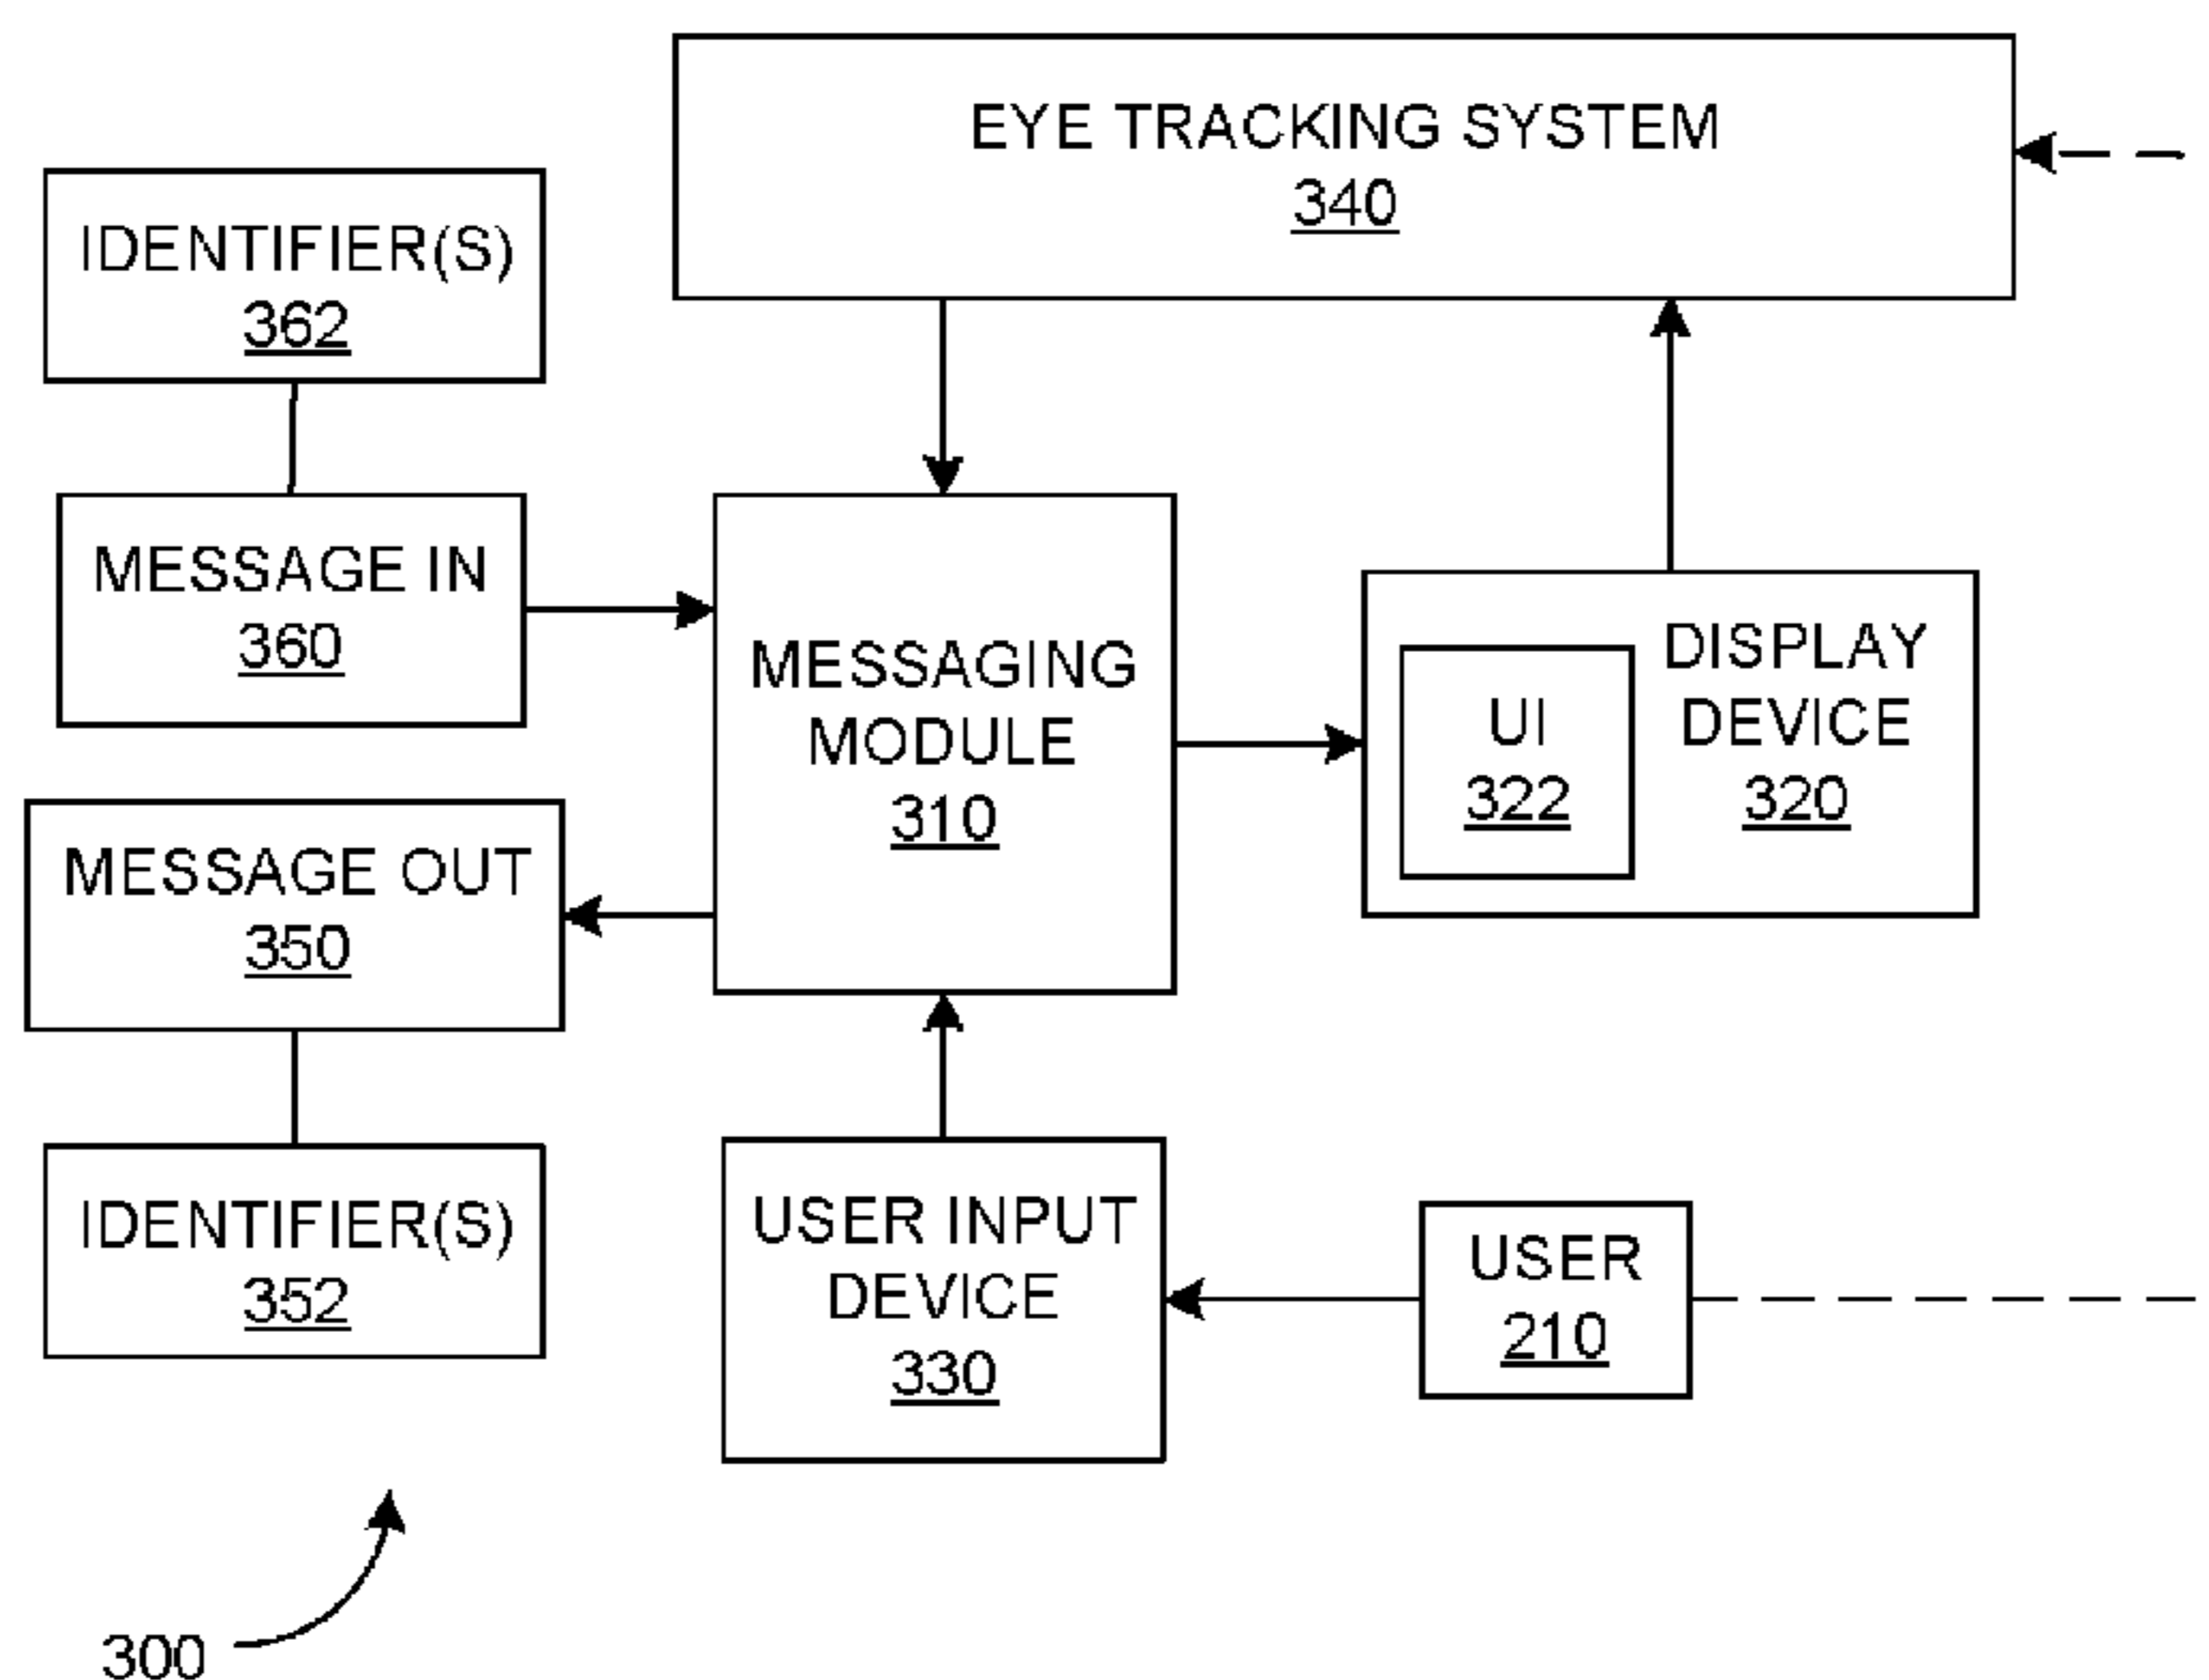 EYE TRACKING SYSTEM
340
IDENTIFIER(S)
362
MESSAGE IN
360
MESSAGING
MODULE
310
DISPLAY
DEVICE
320
UI
322
MESSAGE OUT
350
IDENTIFIER(S)
352
USER INPUT
DEVICE
330
USER
210
300